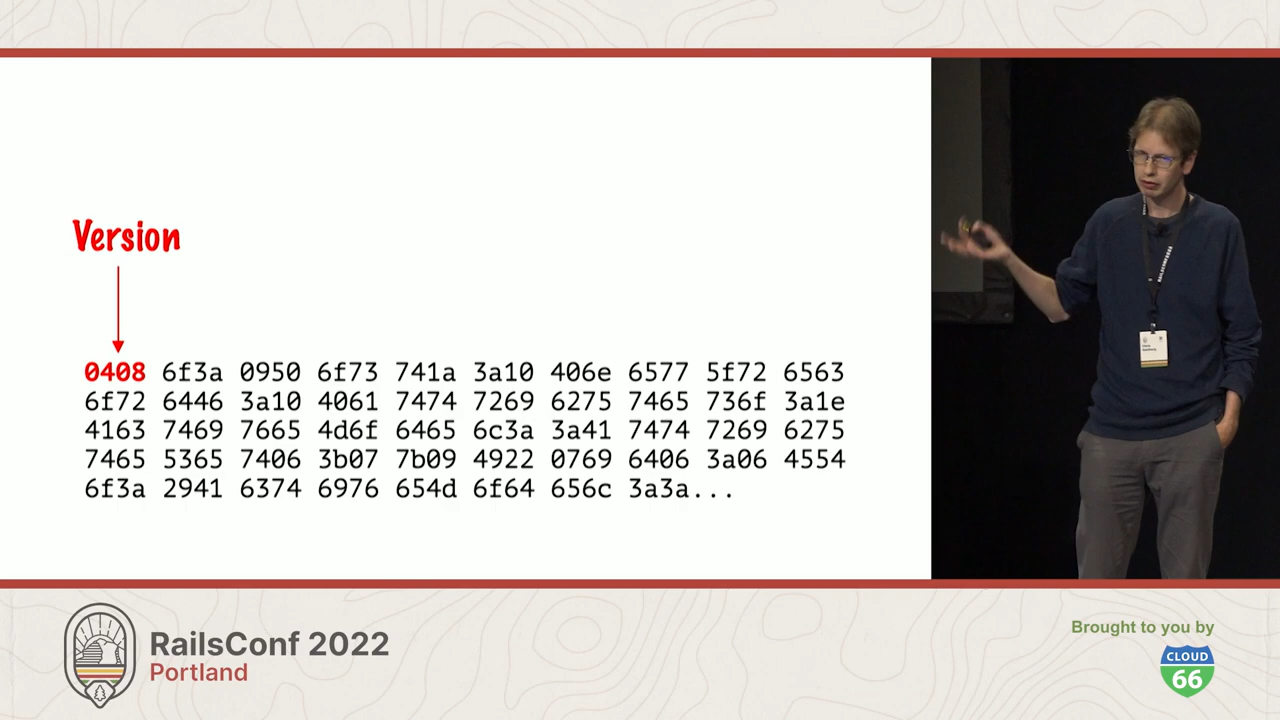 Version
0408 6f3a 0950 6f73 741a 3a10 406e 6577 5f72 6563
6f72 6446 3a10 4061 7474 7269 6275 7465 736f 3a1e
4163 7469 7665 4d6f 6465 6c3a 3a41 7474 7269 6275
7465 5365 7406 3b07 7b09 4922 0769 6406 3a06 4554
6f3a 2941 6374 6976 654d 6f64 656c 3a3a...
RailsConf 2022
Portland
Brought to you by
CLOUD
66